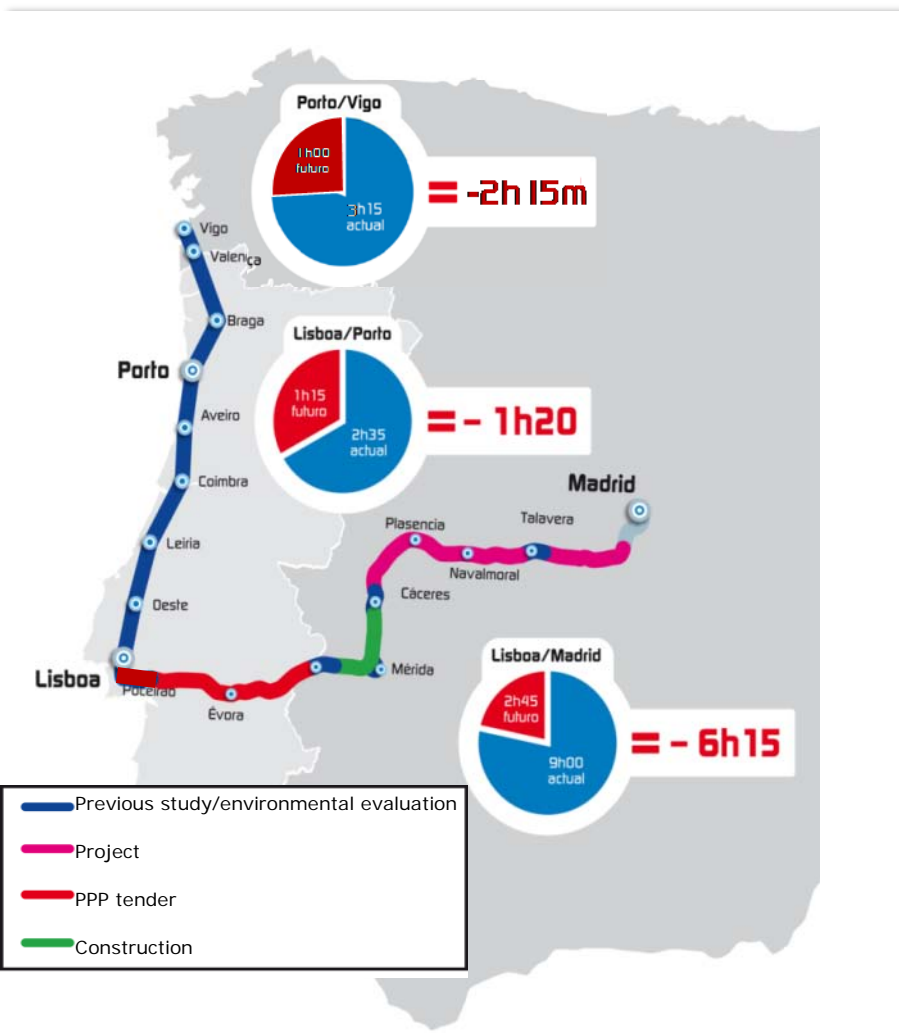 Porto/Vigo
1h00
futuro
3h15
actual
= -2h 15m
Vigo
Valença
Braga
Porto
Lisboa/Porto
1h15
futuro
2h35
actual
= - 1h20
Aveiro
Coimbra
Madrid
Plasencia
Talavera
Leiria
Navalmoral
Cáceres
Oeste
Lisboa
Poceirão
Évora
Mérida
Lisboa/Madrid
2h45
futuro
9h00
actual
= - 6h15
Previous study/environmental evaluation
Project
PPP tender
Construction